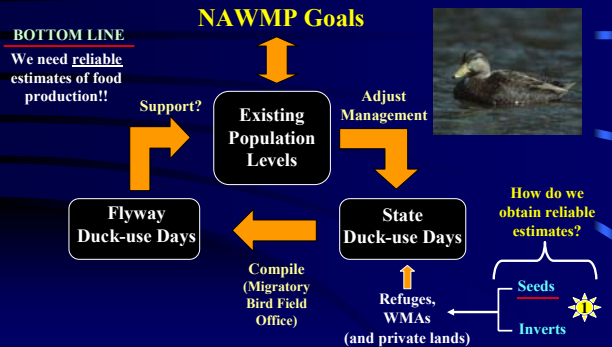 NAWMP Goals
BOTTOM LINE
We need reliable
estimates of food
production!!
Support?
Existing
Population
Levels
Adjust
Management
Flyway
Duck-use Days
State
Duck-use Days
How do we
obtain reliable
estimates?
Compile
(Migratory
Bird Field
Office)
Refuges,
WMAs
(and private lands)
Seeds
1
Inverts